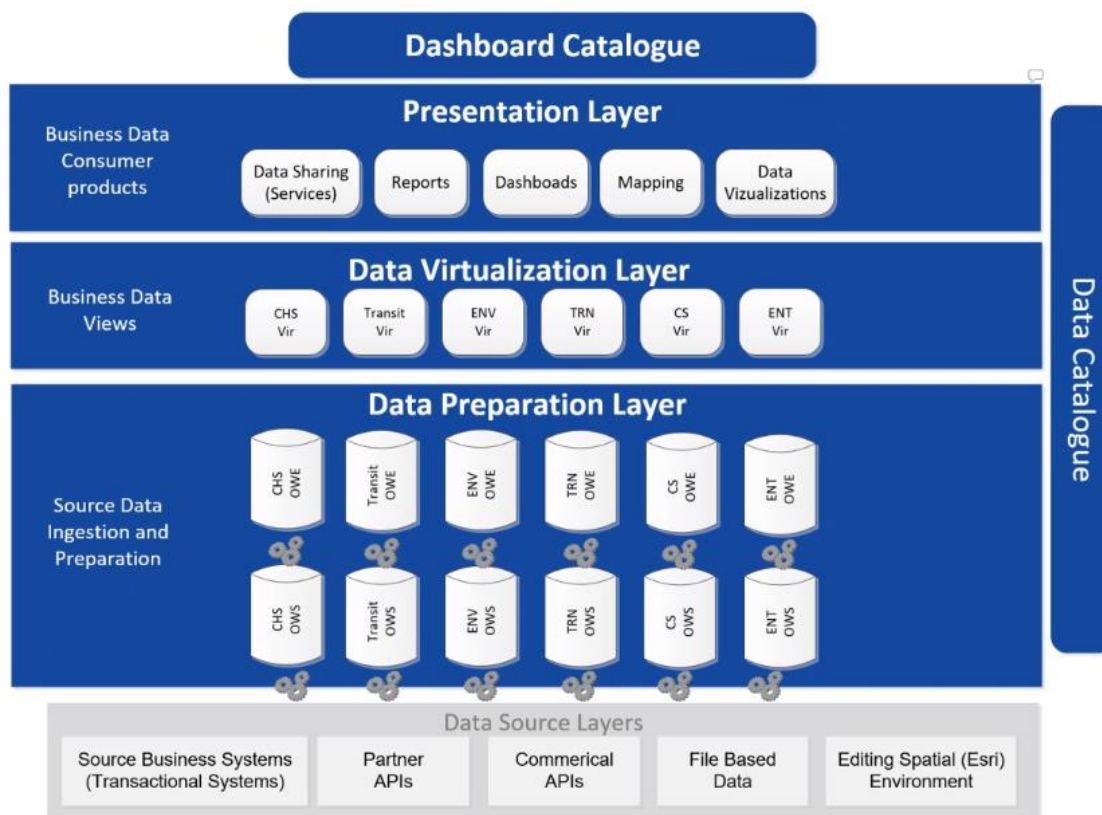 Dashboard Catalogue
Presentation Layer
Business Data
Consumer
products
Data Sharing
(Services)
Reports
Dashboads
Mapping
Data
Vizualizations
Data Virtualization Layer
Business Data
Views
CHS
Vir
Transit
Vir
ENV
Vir
TRN
Vir
CS
Vir
ENT
Vir
Data Preparation Layer
Source Data
Ingestion and
Preparation
CHS
OWE
Transit
OWE
ENV
OWE
TRN
OWE
CS
OWE
ENT
OWE
CHS
OWS
Transit
OWS
ENV
OWS
TRN
OWS
CS
OWS
ENT
OWS
Data Catalogue
Data Source Layers
Source Business Systems
(Transactional Systems)
Partner
APIs
Commerical
APIs
File Based
Data
Editing Spatial (Esri)
Environment